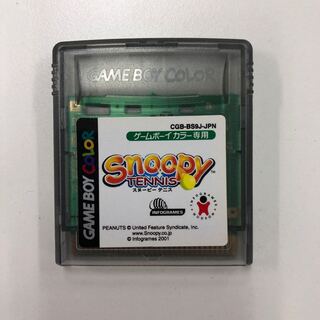 GAME BOY COLOR
CGB-BS9J-JPN
ゲームボーイカラー専用
GAME BOY COLOR
Snoopy
TENNIS
TM
スヌーピー テニス
INFOGRAMES
PEANUTS © United Feature Syndicate, Inc.
www.Snoopy.co.jp
© Infogrames 2001